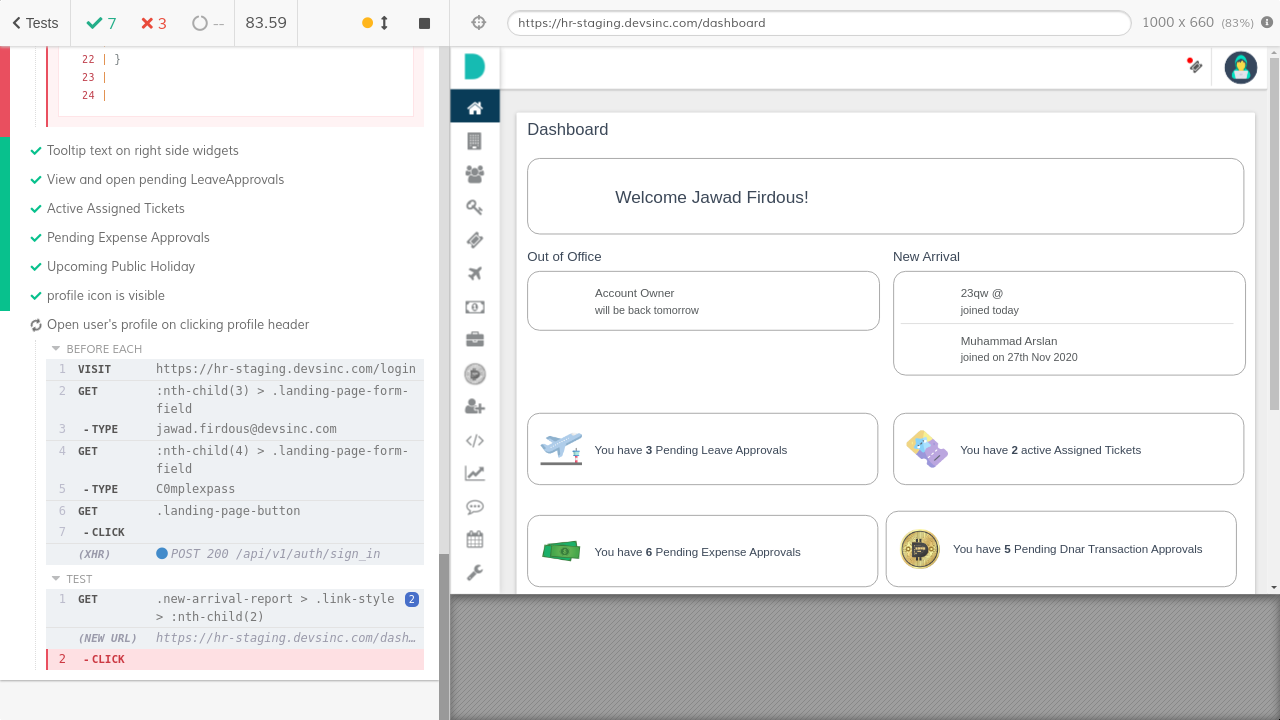 Tests
7
3
--
83.59
https://hr-staging.devsinc.com/dashboard
1000 x 660 (83%)
22 | }
23 |
24 |
Tooltip text on right side widgets
View and open pending LeaveApprovals
Active Assigned Tickets
Pending Expense Approvals
Upcoming Public Holiday
profile icon is visible
Open user's profile on clicking profile header
BEFORE EACH
1 VISIT https://hr-staging.devsinc.com/login
2 GET :nth-child(3) > .landing-page-form-
field
3 -TYPE jawad.firdous@devsinc.com
4 GET :nth-child(4) > .landing-page-form-
field
5 -TYPE C0mplexpass
6 GET .landing-page-button
7 -CLICK
(XHR) POST 200 /api/v1/auth/sign_in
TEST
1 GET .new-arrival-report > .link-style 2
> :nth-child(2)
(NEW URL) https://hr-staging.devsinc.com/dash…
2 -CLICK
Dashboard
Welcome Jawad Firdous!
Out of Office
Account Owner
will be back tomorrow
New Arrival
23qw @
joined today
Muhammad Arslan
joined on 27th Nov 2020
You have 3 Pending Leave Approvals
You have 2 active Assigned Tickets
You have 6 Pending Expense Approvals
You have 5 Pending Dnar Transaction Approvals